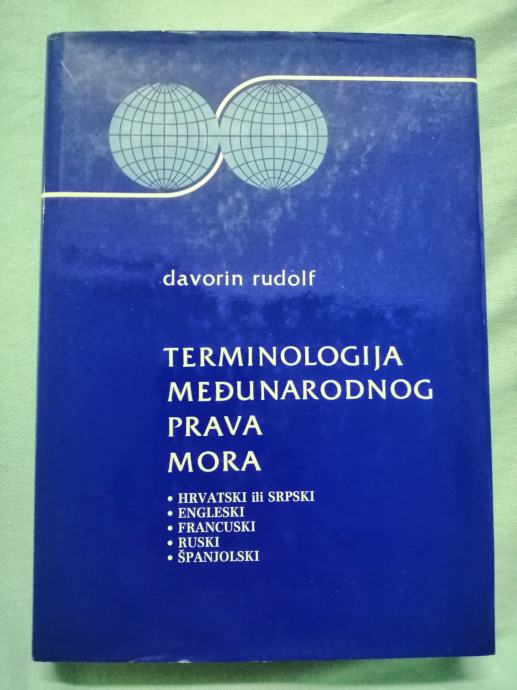 davorin rudolf
TERMINOLOGIJA
MEĐUNARODNOG
PRAVA
MORA
• HRVATSKI ili SRPSKI
• ENGLESKI
• FRANCUSKI
• RUSKI
• ŠPANJOLSKI